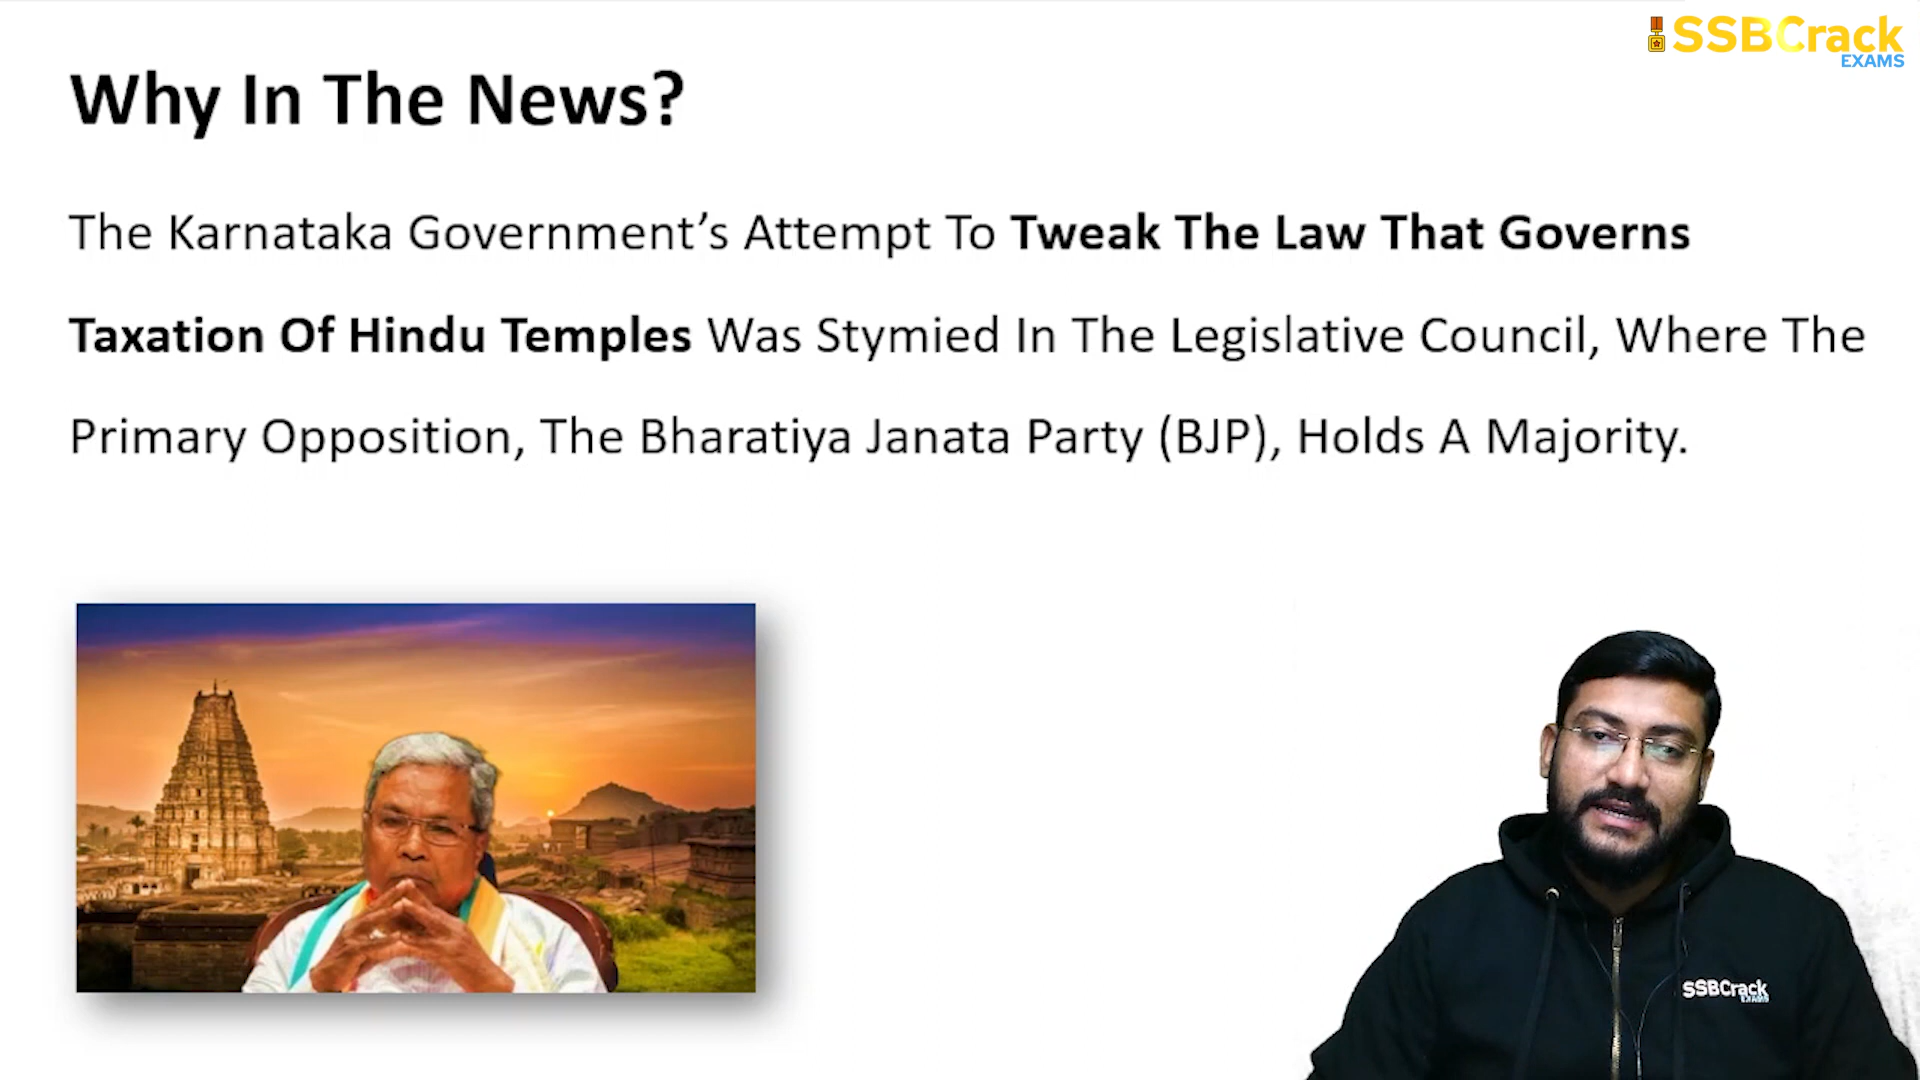 SSBCrack
EXAMS
Why In The News?
The Karnataka Government’s Attempt To Tweak The Law That Governs
Taxation Of Hindu Temples Was Stymied In The Legislative Council, Where The
Primary Opposition, The Bharatiya Janata Party (BJP), Holds A Majority.
SSBCrack
EXAMS